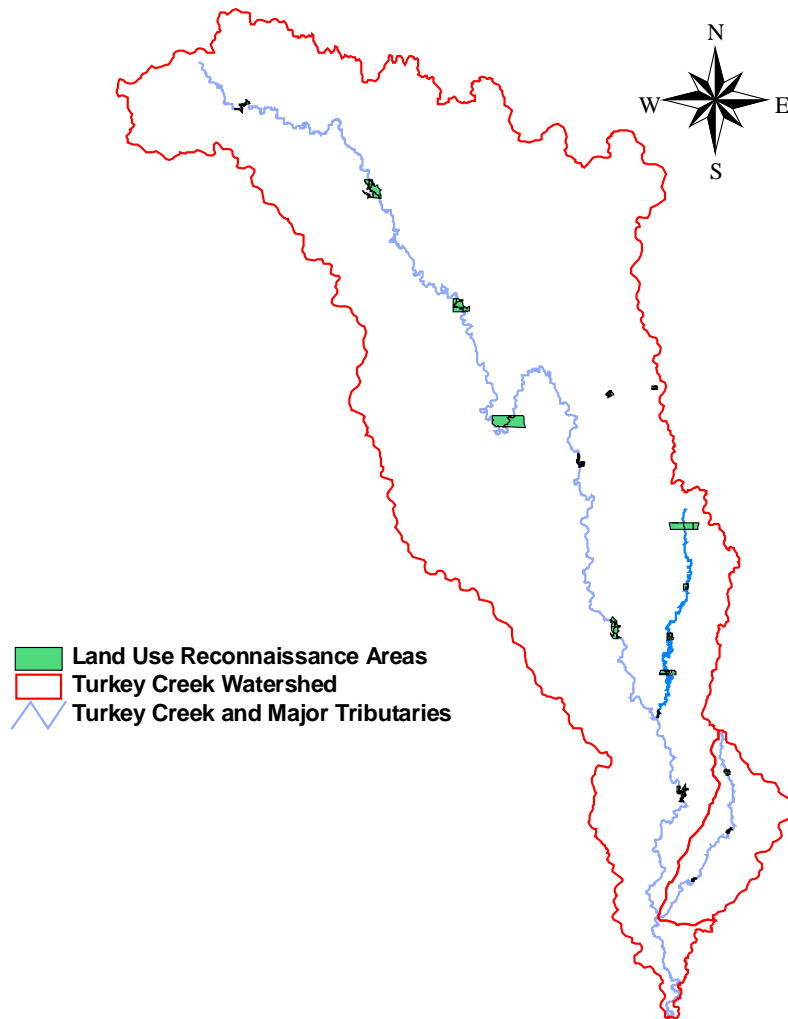 N
W E
S
Land Use Reconnaissance Areas
Turkey Creek Watershed
Turkey Creek and Major Tributaries